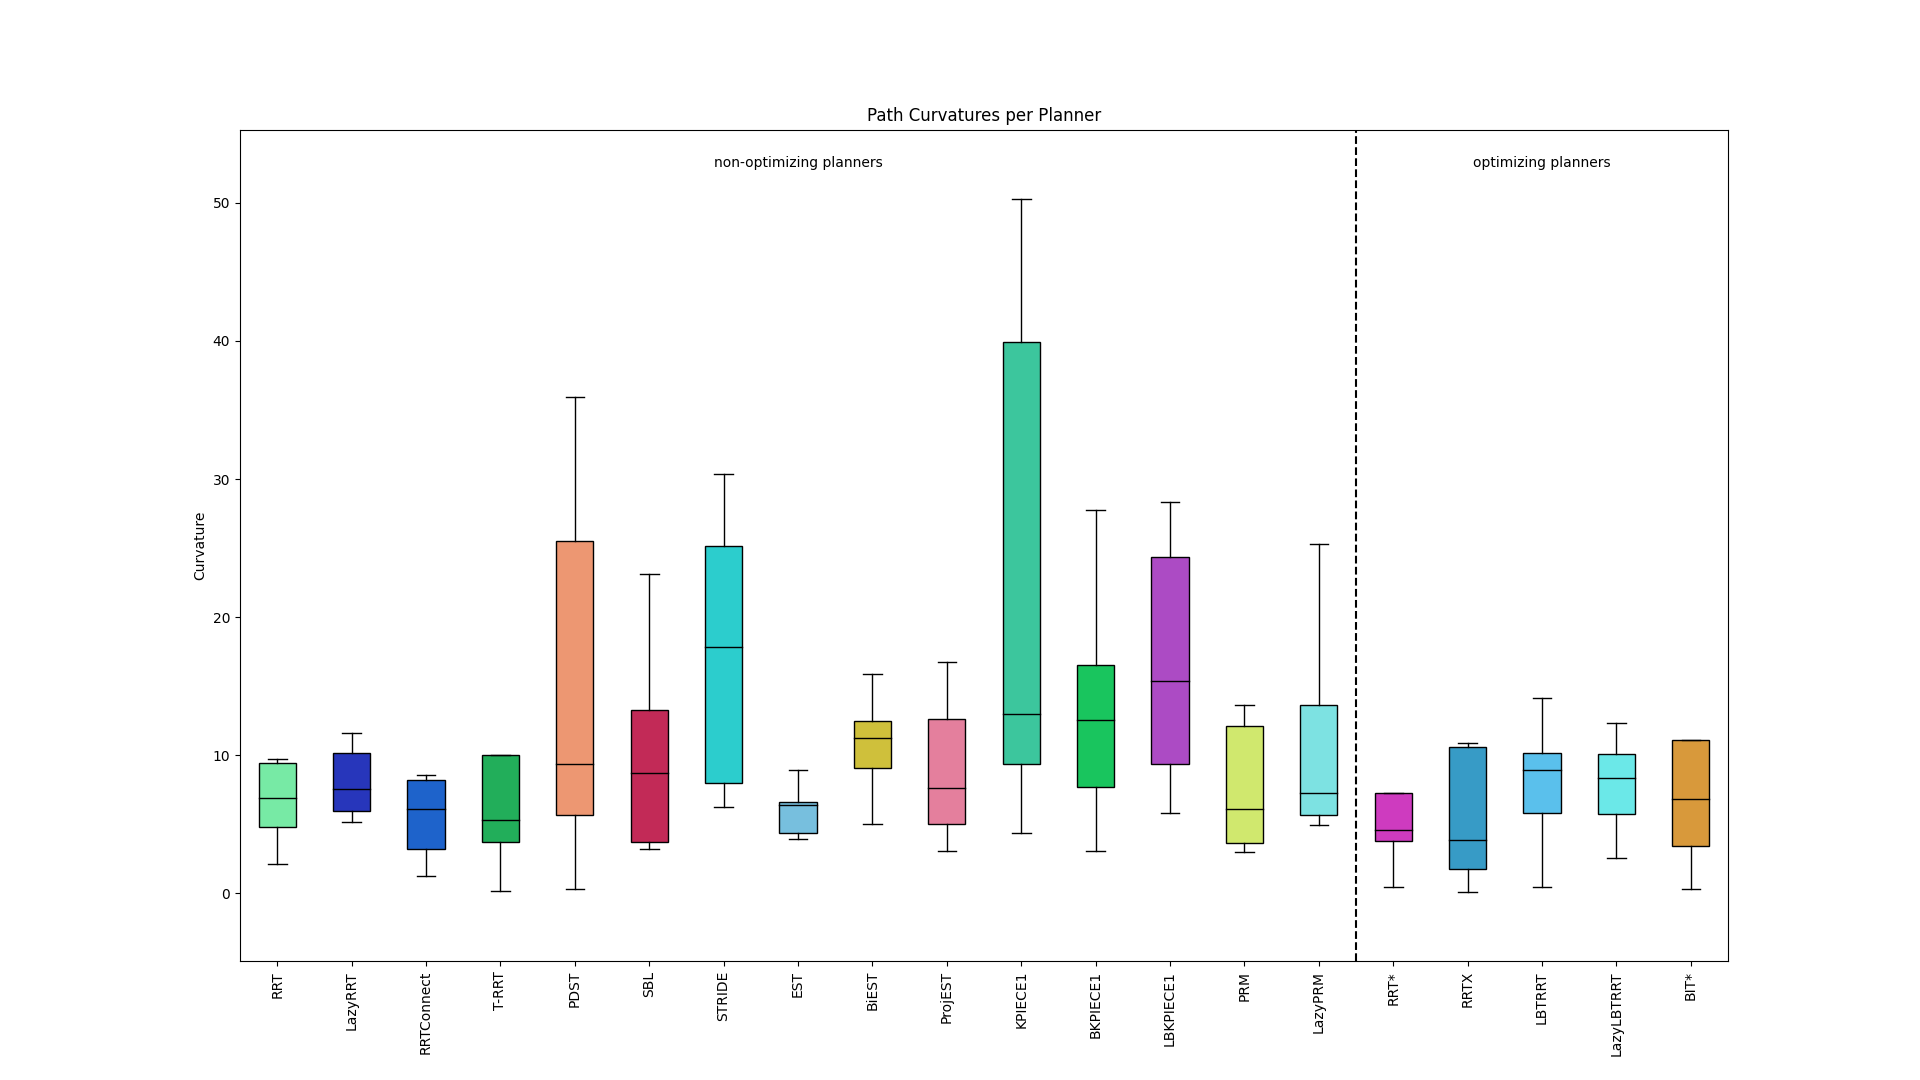 Path Curvatures per Planner
non-optimizing planners
optimizing planners
Curvature
50
40
30
20
10
0
RRT
LazyRRT
RRTConnect
T-RRT
PDST
SBL
STRIDE
EST
BiEST
ProjEST
KPIECE1
BKPIECE1
LBKPIECE1
PRM
LazyPRM
RRT*
RRTX
LBTRRT
LazyLBTRRT
BIT*